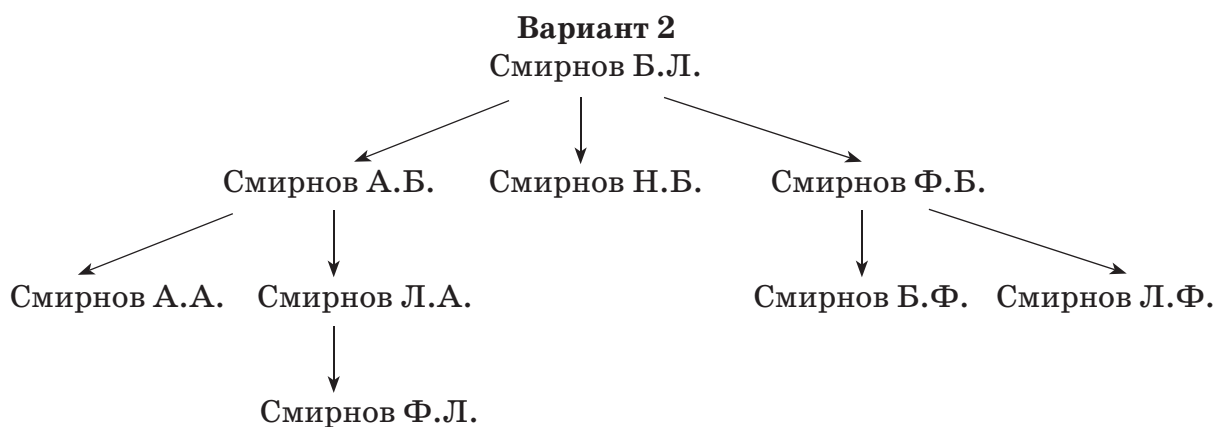 Вариант 2
Смирнов Б.Л.
Смирнов А.Б. Смирнов Н.Б. Смирнов Ф.Б.
Смирнов А.А. Смирнов Л.А. Смирнов Б.Ф. Смирнов Л.Ф.
Смирнов Ф.Л.